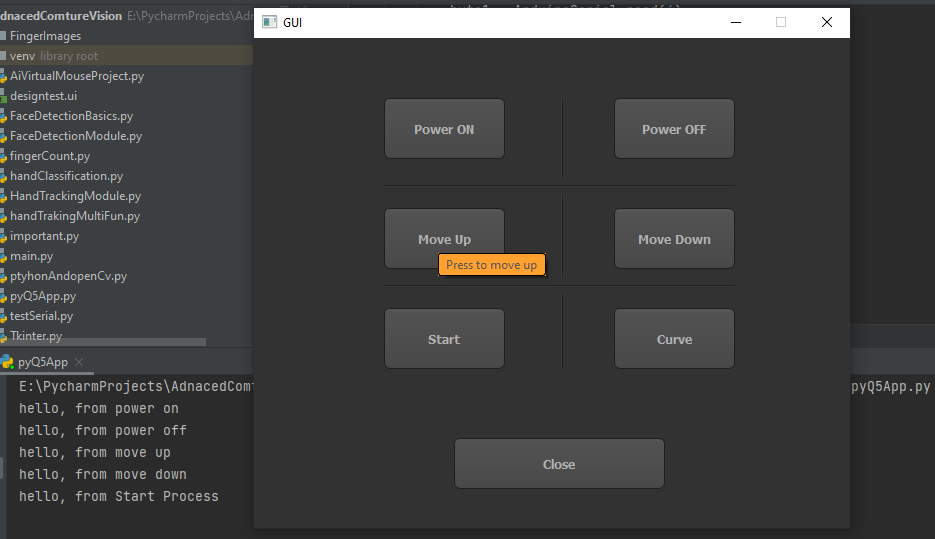 dnacedComtureVision E:\PycharmProjects\Adn
FingerImages
venv library root
AiVirtualMouseProject.py
designtest.ui
FaceDetectionBasics.py
FaceDetectionModule.py
fingerCount.py
handClassification.py
HandTrackingModule.py
handTrakingMultiFun.py
important.py
main.py
ptyhonAndopenCv.py
pyQ5App.py
testSerial.py
Tkinter.py
GUI
Power ON
Power OFF
Move Up
Move Down
Press to move up
Start
Curve
Close
pyQ5App
E:\PycharmProjects\AdnacedCom
pyQ5App.py
hello, from power on
hello, from power off
hello, from move up
hello, from move down
hello, from Start Process